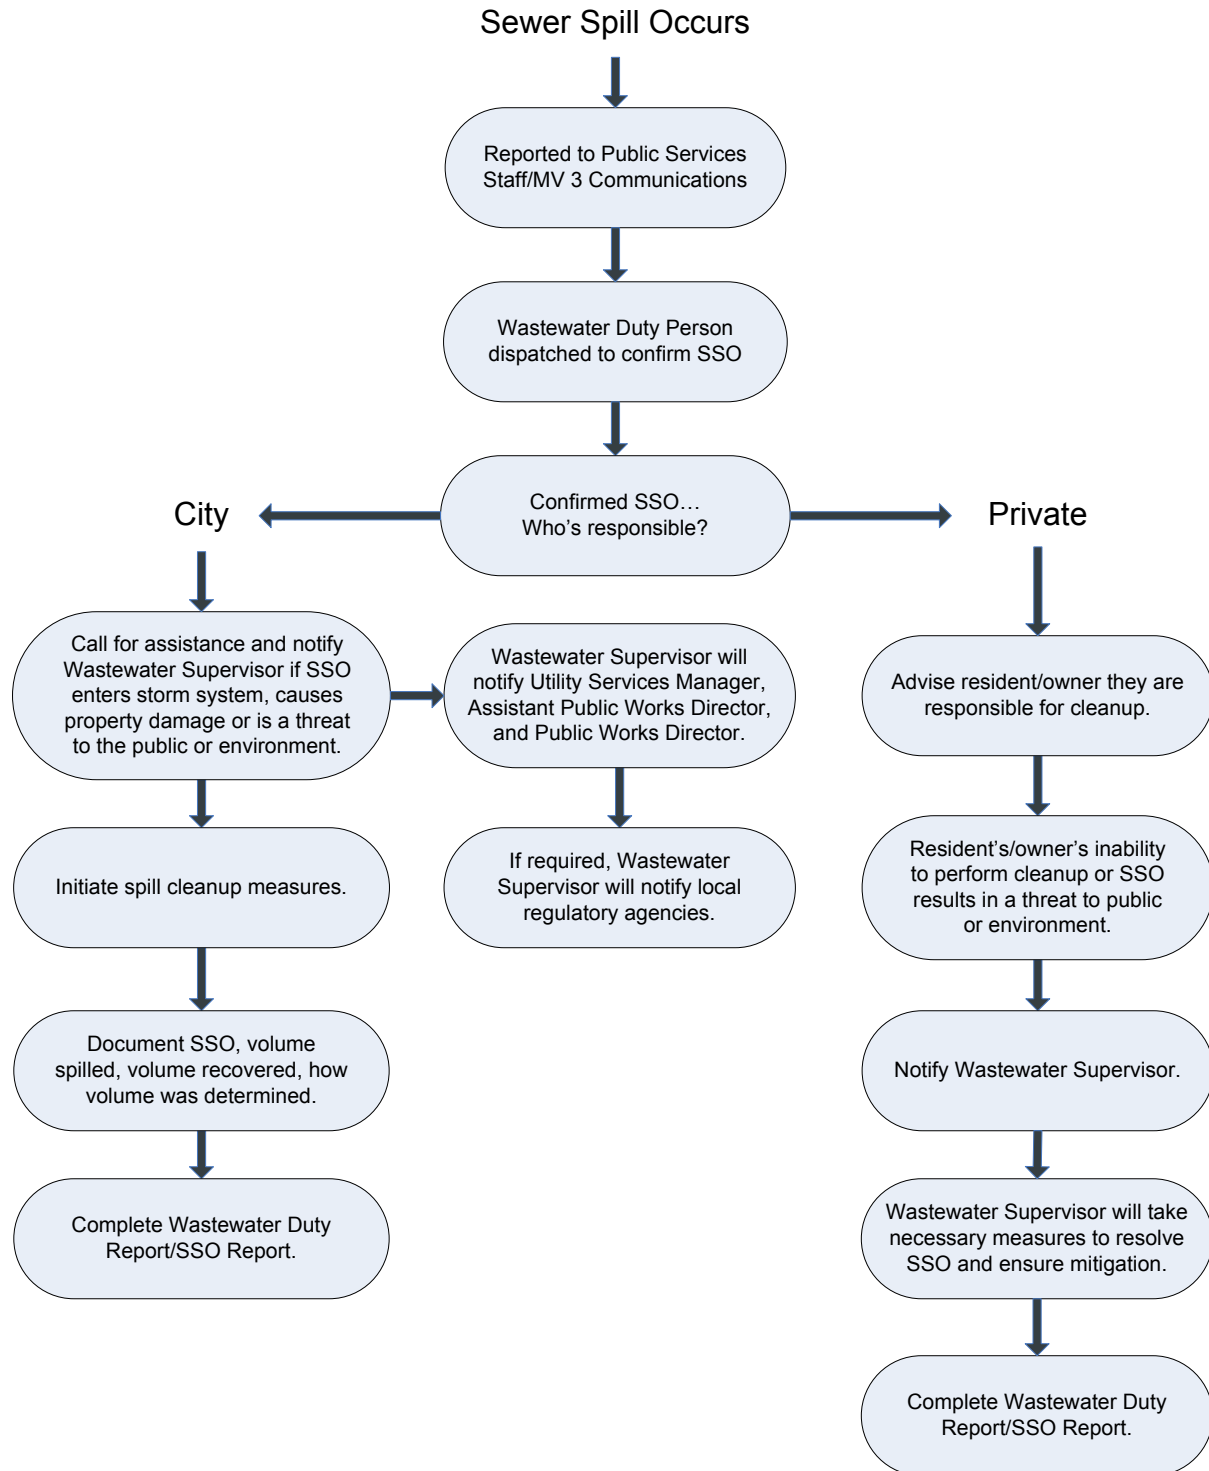 Sewer Spill Occurs
Reported to Public Services
Staff/MV 3 Communications
Wastewater Duty Person
dispatched to confirm SSO
Confirmed SSO…
Who’s responsible?
City
Private
Call for assistance and notify
Wastewater Supervisor if SSO
enters storm system, causes
property damage or is a threat
to the public or environment.
Wastewater Supervisor will
notify Utility Services Manager,
Assistant Public Works Director,
and Public Works Director.
Advise resident/owner they are
responsible for cleanup.
Initiate spill cleanup measures.
If required, Wastewater
Supervisor will notify local
regulatory agencies.
Resident’s/owner’s inability
to perform cleanup or SSO
results in a threat to public
or environment.
Document SSO, volume
spilled, volume recovered, how
volume was determined.
Notify Wastewater Supervisor.
Complete Wastewater Duty
Report/SSO Report.
Wastewater Supervisor will take
necessary measures to resolve
SSO and ensure mitigation.
Complete Wastewater Duty
Report/SSO Report.